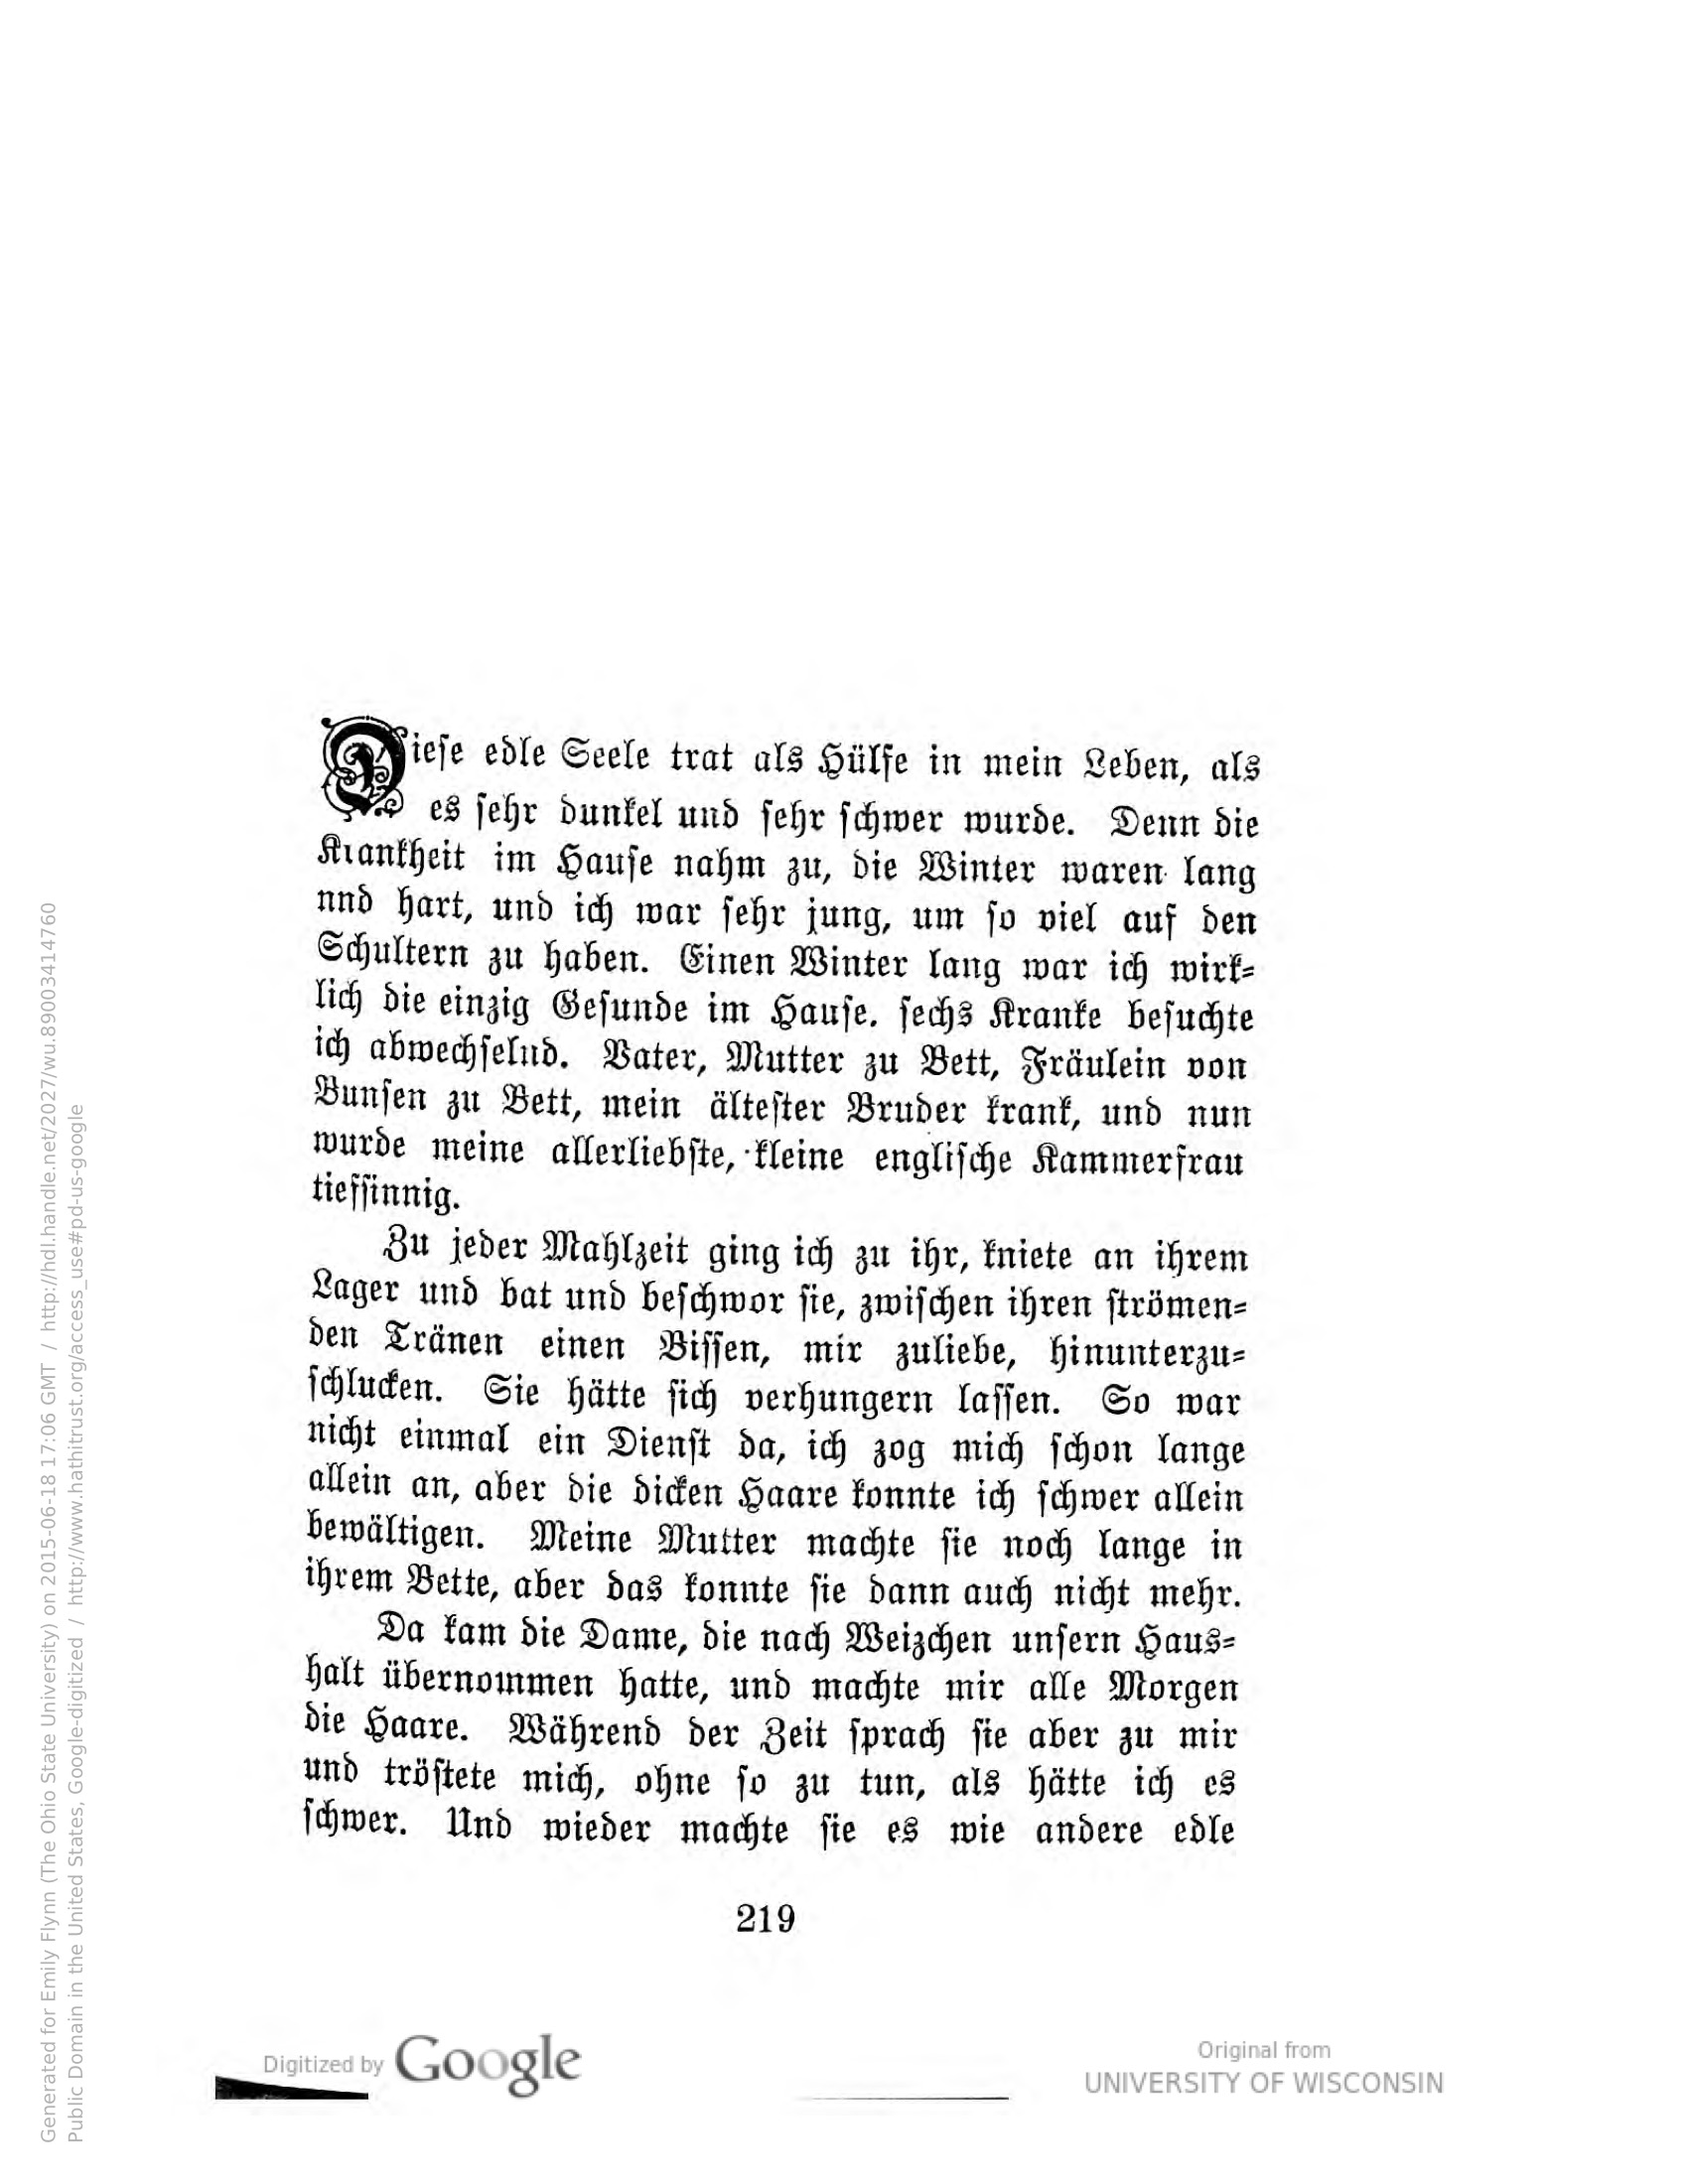 Diese edle Seele trat als Hülfe in mein Leben, als
es sehr dunkel und sehr schwer wurde. Denn die
Krankheit im Hause nahm zu, die Winter waren lang
nnd hart, und ich war sehr jung, um so viel auf den
Schultern zu haben. Einen Winter lang war ich wirk-
lich die einzig Gesunde im Hause. sechs Kranke besuchte
ich abwechselnd. Vater, Mutter zu Bett, Fräulein von
Bunsen zu Bett, mein ältester Bruder krank, und nun
wurde meine allerliebste, kleine englische Kammerfrau
tiefsinnig.
Zu jeder Mahlzeit ging ich zu ihr, kniete an ihrem
Lager und bat und beschwor sie, zwischen ihren strömen-
den Tränen einen Bissen, mir zuliebe, hinunterzu-
schlucken. Sie hätte sich verhungern lassen. So war
nicht einmal ein Dienst da, ich zog mich schon lange
allein an, aber die dicken Haare konnte ich schwer allein
bewältigen. Meine Mutter machte sie noch lange in
ihrem Bette, aber das konnte sie dann auch nicht mehr.
Da kam die Dame, die nach Weizchen unsern Haus-
halt übernommen hatte, und machte mir alle Morgen
die Haare. Während der Zeit sprach sie aber zu mir
und tröstete mich, ohne so zu tun, als hätte ich es
schwer. Und wieder machte sie es wie andere edle
219
Digitized by Google
Original from
UNIVERSITY OF WISCONSIN
Generated for Emily Flynn (The Ohio State University) on 2015-06-18 17:06 GMT / http://hdl.handle.net/2027/wu.89003414760
Public Domain in the United States, Google-digitized / http://www.hathitrust.org/access_use#pd-us-google